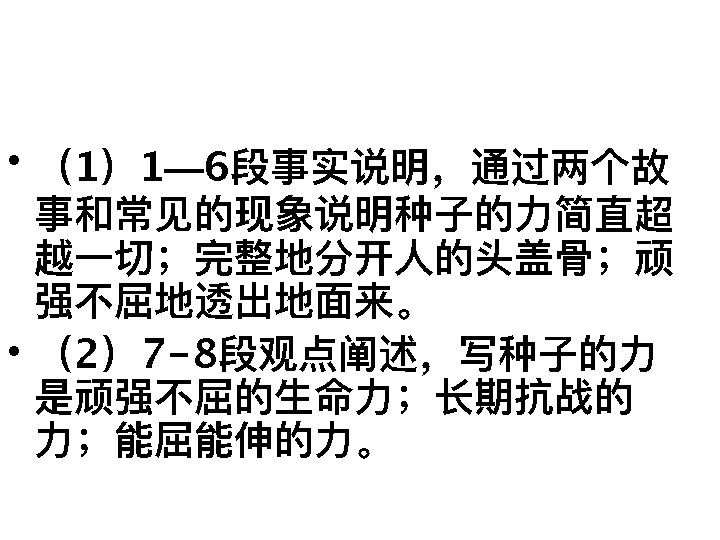 • （1）1—6段事实说明，通过两个故
事和常见的现象说明种子的力简直超
越一切；完整地分开人的头盖骨；顽
强不屈地透出地面来。
• （2）7-8段观点阐述，写种子的力
是顽强不屈的生命力；长期抗战的
力；能屈能伸的力。